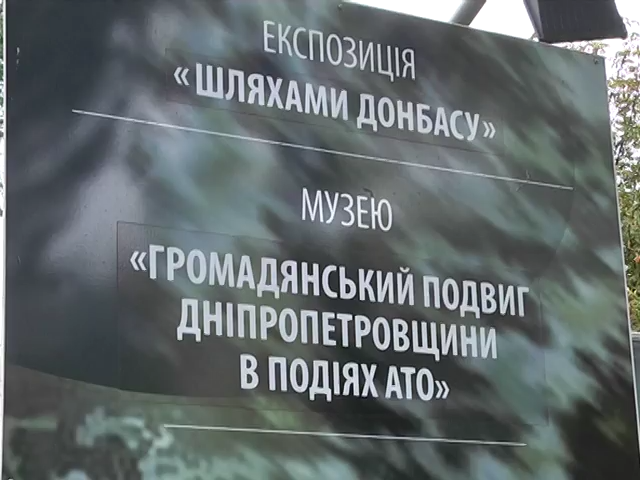 ЕКСПОЗИЦІЯ
«ШЛЯХАМИ ДОНБАСУ»
МУЗЕЮ
«ГРОМАДЯНСЬКИЙ ПОДВИГ
ДНІПРОПЕТРОВЩИНИ
В ПОДІЯХ АТО»